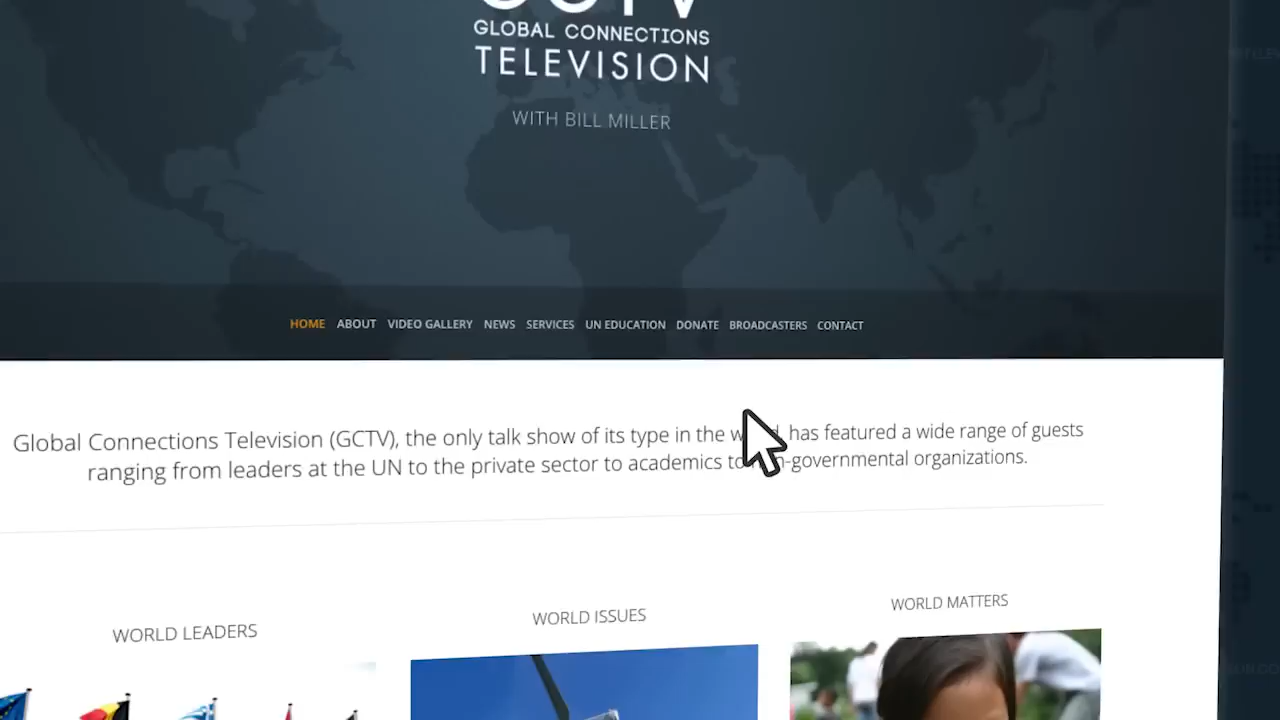 GLOBAL CONNECTIONS
TELEVISION
WITH BILL MILLER
HOME ABOUT VIDEO GALLERY NEWS SERVICES UN EDUCATION DONATE BROADCASTERS CONTACT
Global Connections Television (GCTV), the only talk show of its type in the has featured a wide range of guests
ranging from leaders at the UN to the private sector to academics to -governmental organizations.
WORLD LEADERS
WORLD ISSUES
WORLD MATTERS